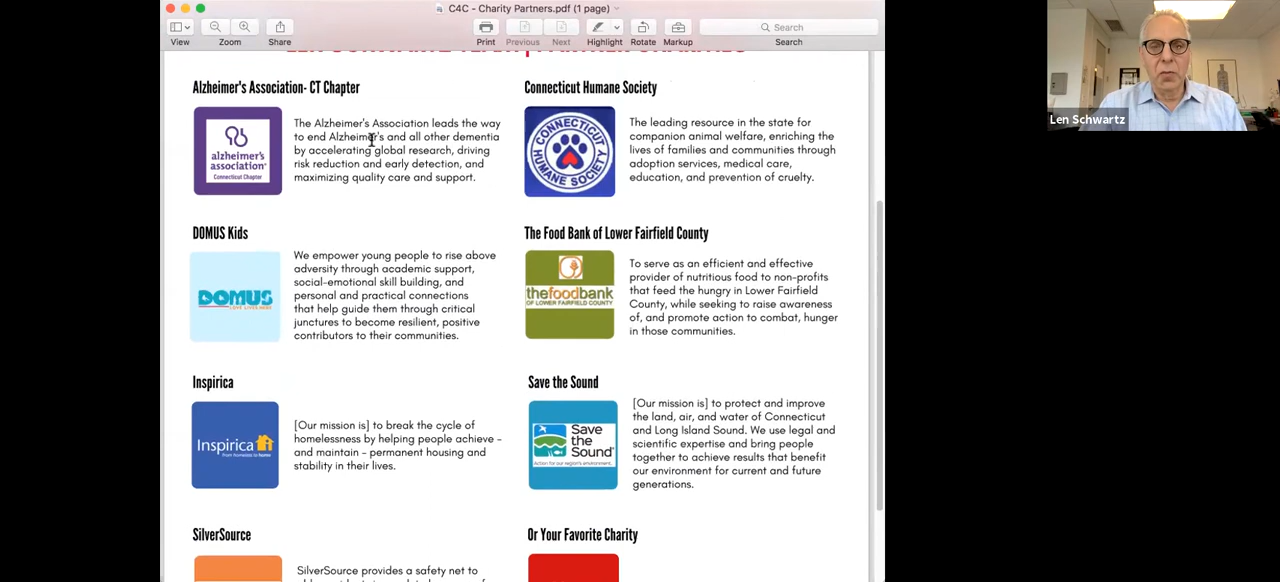 C4C - Charity Partners.pdf (1 page)
View
Zoom
Share
Print
Previous
Next
Highlight
Rotate
Markup
Search
Search
Len Schwartz
Alzheimer's Association- CT Chapter
alzheimer's
association®
Connecticut Chapter
The Alzheimer's Association leads the way
to end Alzheimer's and all other dementia
by accelerating global research, driving
risk reduction and early detection, and
maximizing quality care and support.
Connecticut Humane Society
CONNECTICUT
HUMANE SOCIETY
The leading resource in the state for
companion animal welfare, enriching the
lives of families and communities through
adoption services, medical care,
education, and prevention of cruelty.
DOMUS Kids
DOMUS
We empower young people to rise above
adversity through academic support,
social-emotional skill building, and
personal and practical connections
that help guide them through critical
junctures to become resilient, positive
contributors to their communities.
The Food Bank of Lower Fairfield County
thefoodbank
OF LOWER FAIRFIELD COUNTY
To serve as an efficient and effective
provider of nutritious food to non-profits
that feed the hungry in Lower Fairfield
County, while seeking to raise awareness
of, and promote action to combat, hunger
in those communities.
Inspirica
Inspirica
From homeless to home
[Our mission is] to break the cycle of
homelessness by helping people achieve -
and maintain - permanent housing and
stability in their lives.
Save the Sound
Save
the
Sound®
Action for our region's environment.
[Our mission is] to protect and improve
the land, air, and water of Connecticut
and Long Island Sound. We use legal and
scientific expertise and bring people
together to achieve results that benefit
our environment for current and future
generations.
SilverSource
SilverSource provides a safety net to
Or Your Favorite Charity